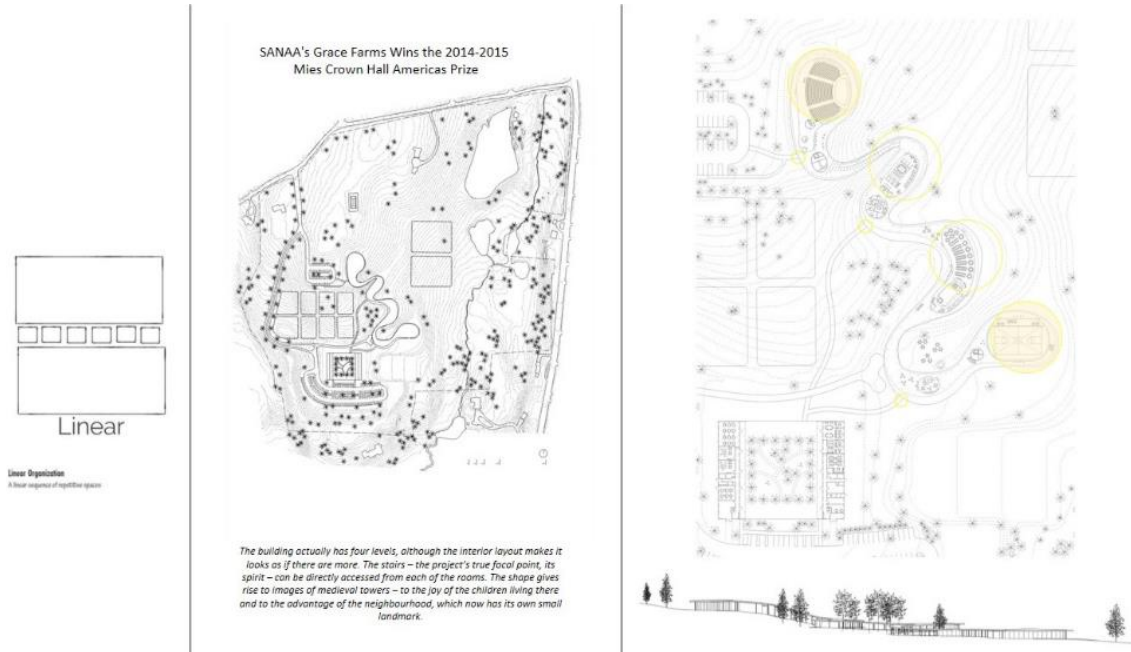 Linear
Linear Organization
A linear sequence of repetitive spaces
SANAA's Grace Farms Wins the 2014-2015
Mies Crown Hall Americas Prize
The building actually has four levels, although the interior layout makes it
looks as if there are more. The stairs – the project's true focal point, its
spirit – can be directly accessed from each of the rooms. The shape gives
rise to images of medieval towers – to the joy of the children living there
and to the advantage of the neighbourhood, which now has its own small
landmark.